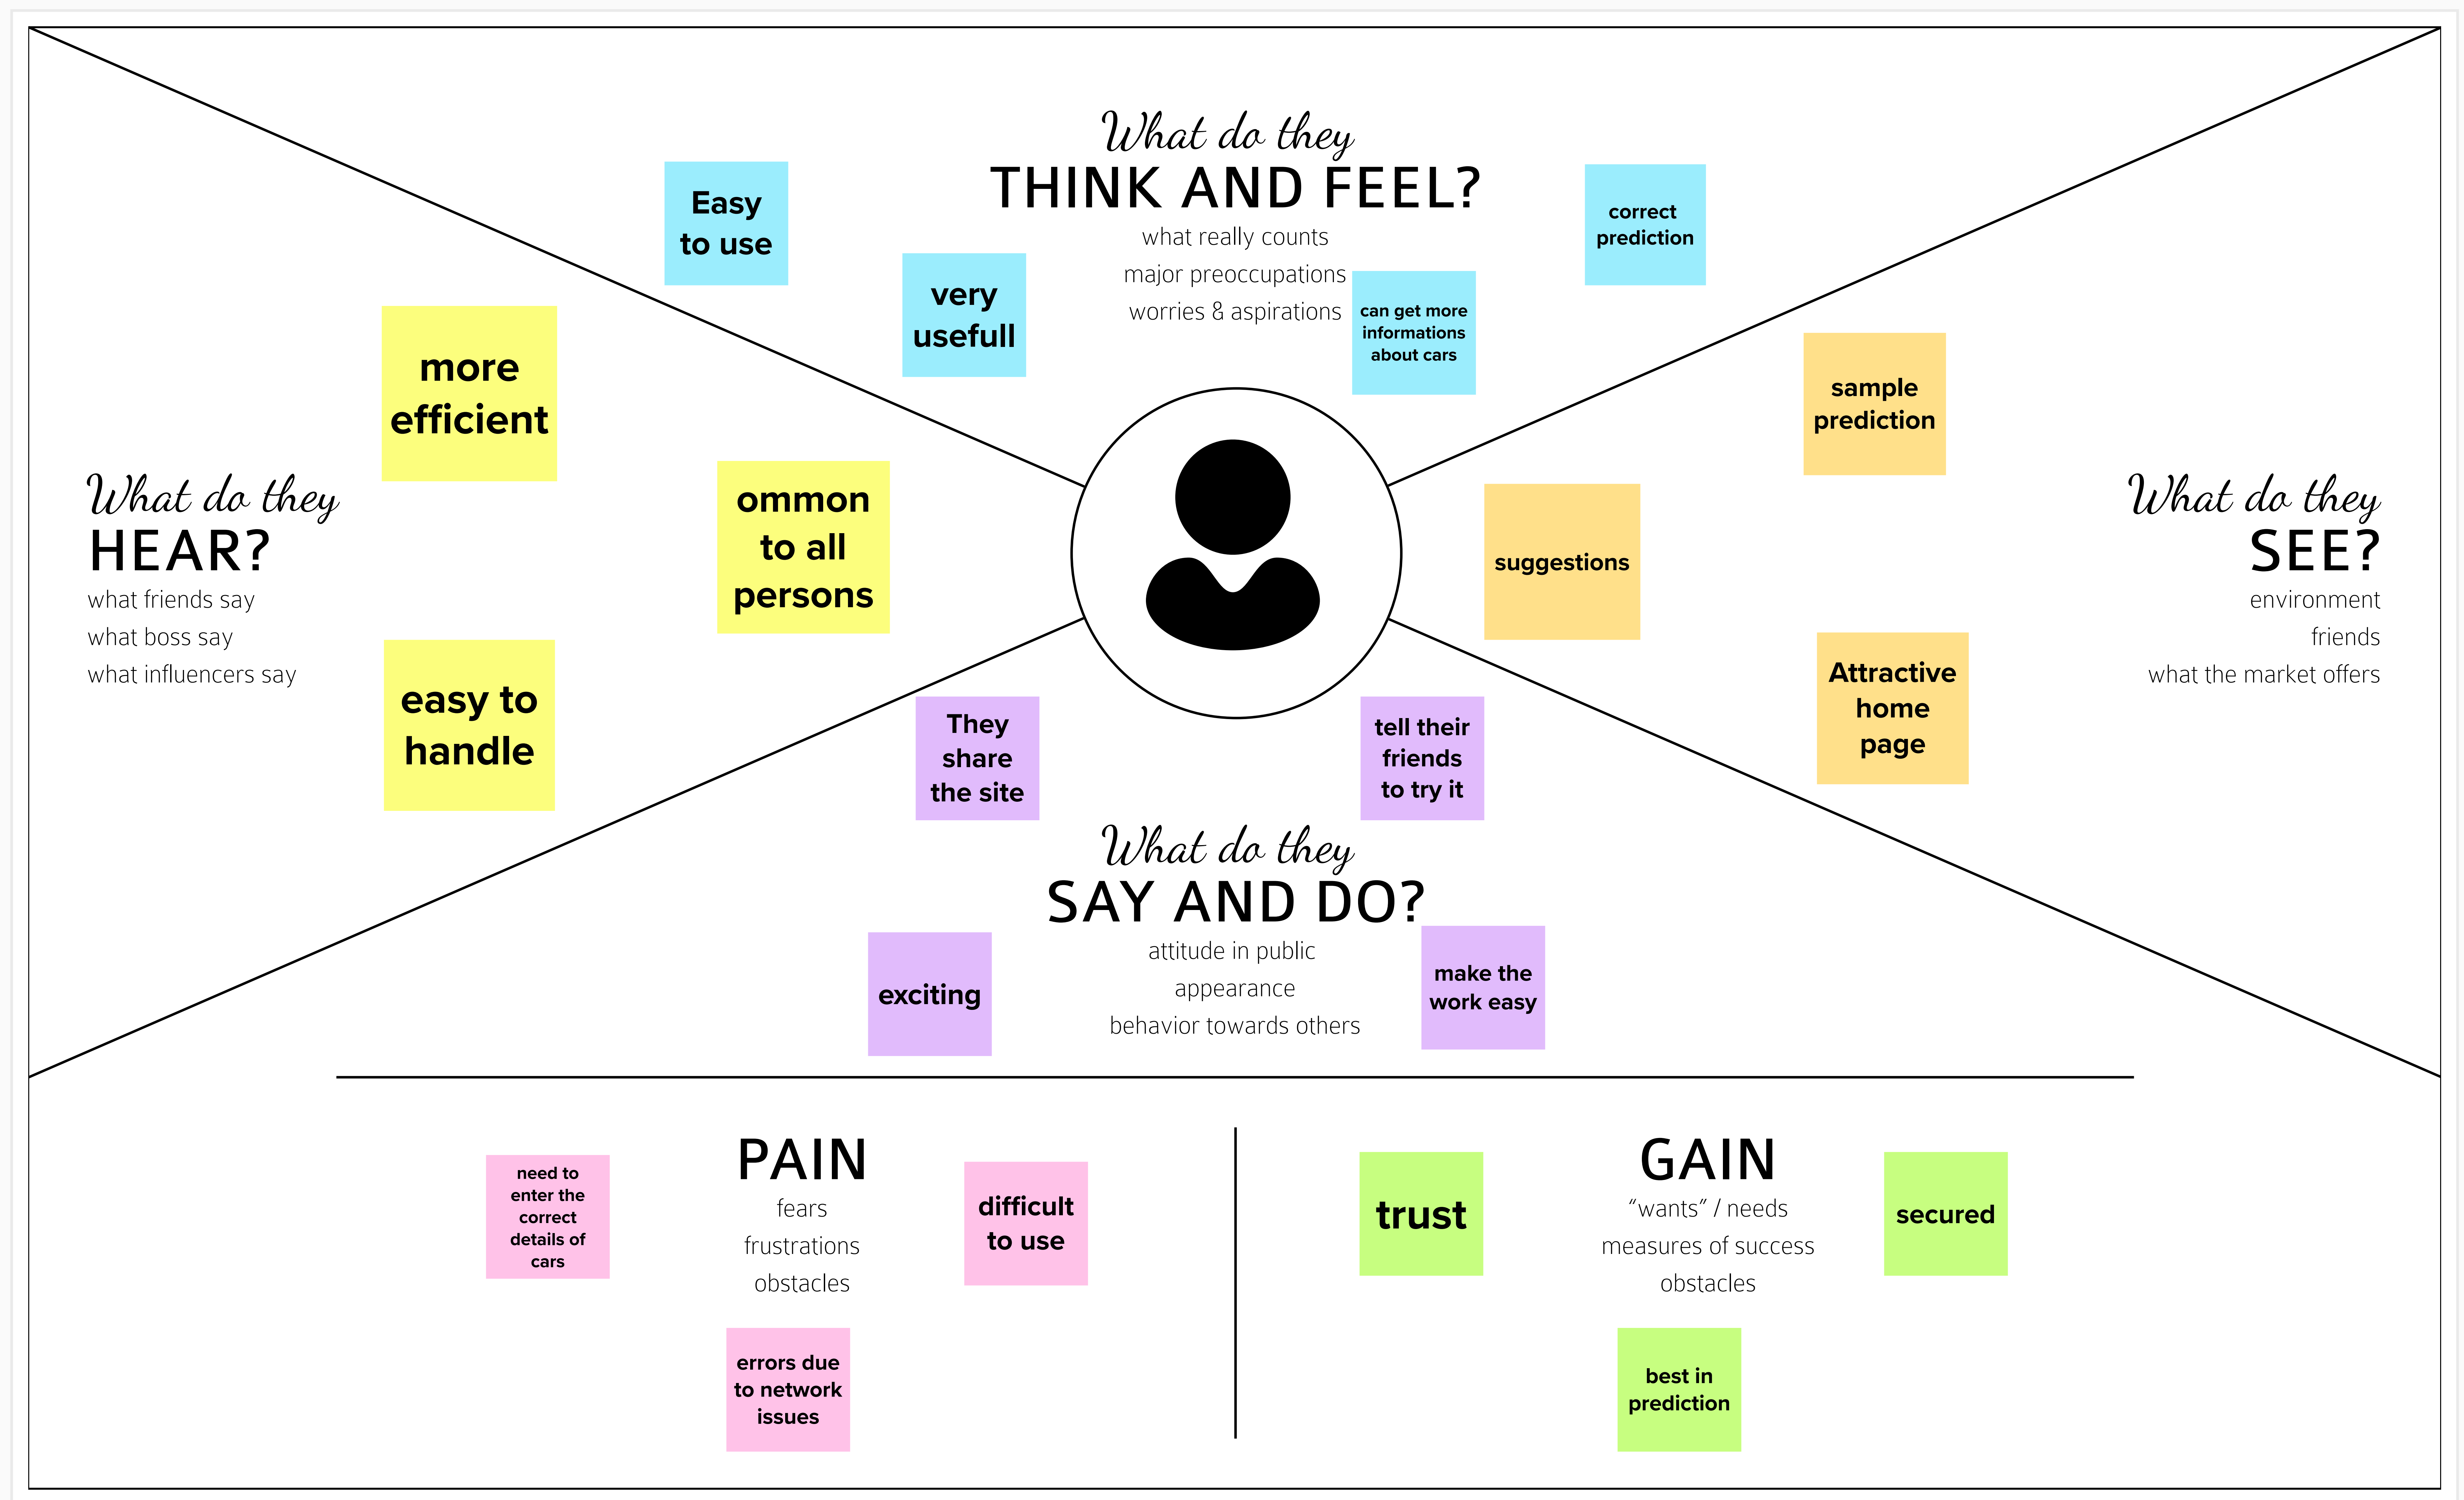 What do they
THINK AND FEEL?
what really counts
major preoccupations
worries & aspirations
Easy
to use
very
usefull
can get more
informations
about cars
correct
prediction
What do they
HEAR?
what friends say
what boss say
what influencers say
more
efficient
ommon
to all
persons
easy to
handle
What do they
SEE?
environment
friends
what the market offers
sample
prediction
suggestions
Attractive
home
page
They
share
the site
tell their
friends
to try it
What do they
SAY AND DO?
attitude in public
appearance
behavior towards others
exciting
make the
work easy
PAIN
fears
frustrations
obstacles
need to
enter the
correct
details of
cars
difficult
to use
errors due
to network
issues
GAIN
“wants” / needs
measures of success
obstacles
trust
secured
best in
prediction